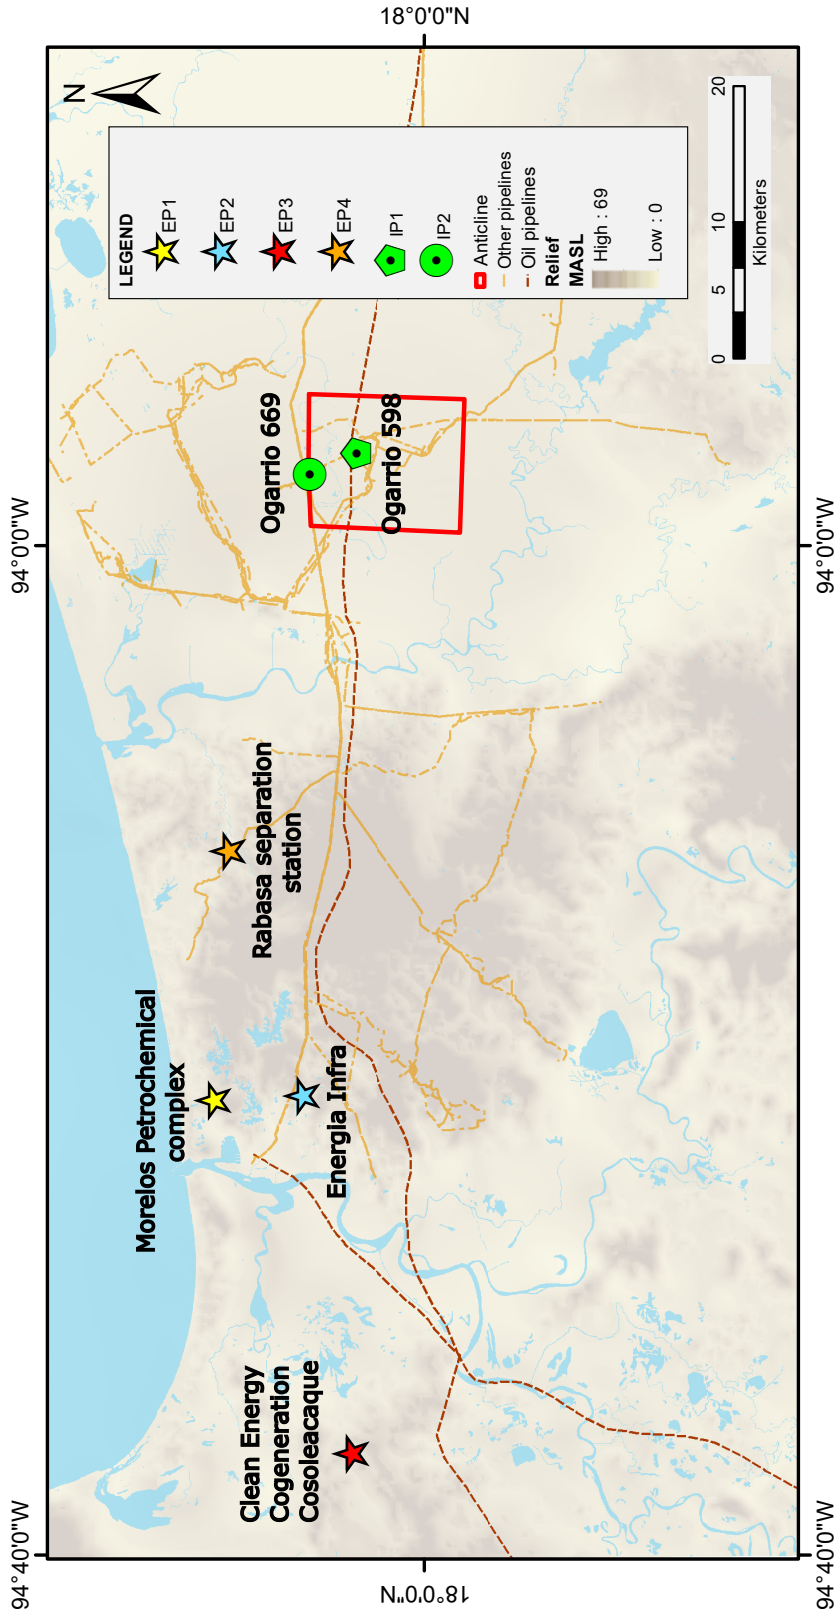 18°0'0"N
N
LEGEND
EP1
EP2
EP3
EP4
IP1
IP2
Anticline
Other pipelines
Oil pipelines
Relief
MASL
High : 69
Low : 0
0 5 10 20
Kilometers
Ogarrio 669
Ogarrio 598
94°0'0"W
94°0'0"W
Rabasa separation
station
Morelos Petrochemical
complex
Energia Infra
Clean Energy
Cogeneration
Cosoleacaque
94°40'0"W
94°40'0"W
18°0'0"N